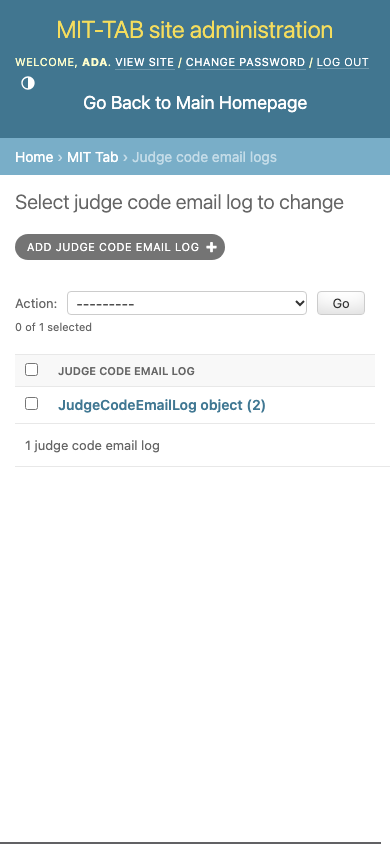 MIT-TAB site administration
WELCOME, ADA. VIEW SITE / CHANGE PASSWORD / LOG OUT
Go Back to Main Homepage
Home › MIT Tab › Judge code email logs
Select judge code email log to change
ADD JUDGE CODE EMAIL LOG +
Action: ---------
Go
0 of 1 selected
JUDGE CODE EMAIL LOG
JudgeCodeEmailLog object (2)
1 judge code email log